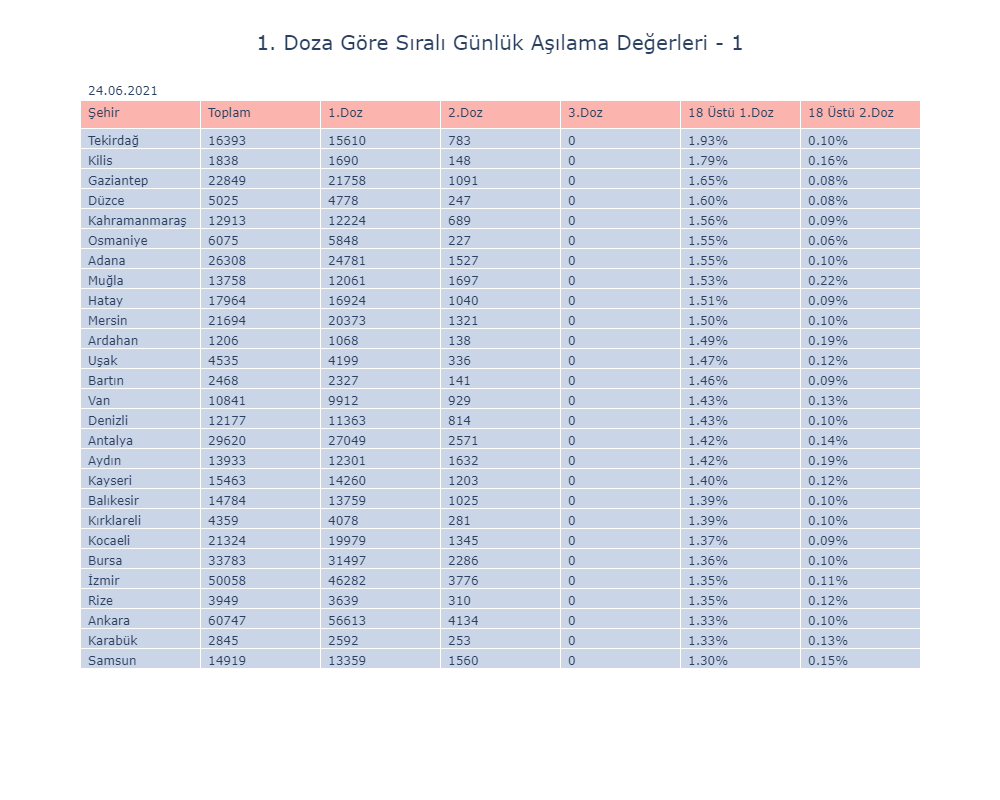 1. Doza Göre Sıralı Günlük Aşılama Değerleri - 1
24.06.2021
Şehir Toplam 1.Doz 2.Doz 3.Doz 18 Üstü 1.Doz 18 Üstü 2.Doz
Tekirdağ 16393 15610 783 0 1.93% 0.10%
Kilis 1838 1690 148 0 1.79% 0.16%
Gaziantep 22849 21758 1091 0 1.65% 0.08%
Düzce 5025 4778 247 0 1.60% 0.08%
Kahramanmaraş 12913 12224 689 0 1.56% 0.09%
Osmaniye 6075 5848 227 0 1.55% 0.06%
Adana 26308 24781 1527 0 1.55% 0.10%
Muğla 13758 12061 1697 0 1.53% 0.22%
Hatay 17964 16924 1040 0 1.51% 0.09%
Mersin 21694 20373 1321 0 1.50% 0.10%
Ardahan 1206 1068 138 0 1.49% 0.19%
Uşak 4535 4199 336 0 1.47% 0.12%
Bartın 2468 2327 141 0 1.46% 0.09%
Van 10841 9912 929 0 1.43% 0.13%
Denizli 12177 11363 814 0 1.43% 0.10%
Antalya 29620 27049 2571 0 1.42% 0.14%
Aydın 13933 12301 1632 0 1.42% 0.19%
Kayseri 15463 14260 1203 0 1.40% 0.12%
Balıkesir 14784 13759 1025 0 1.39% 0.10%
Kırklareli 4359 4078 281 0 1.39% 0.10%
Kocaeli 21324 19979 1345 0 1.37% 0.09%
Bursa 33783 31497 2286 0 1.36% 0.10%
İzmir 50058 46282 3776 0 1.35% 0.11%
Rize 3949 3639 310 0 1.35% 0.12%
Ankara 60747 56613 4134 0 1.33% 0.10%
Karabük 2845 2592 253 0 1.33% 0.13%
Samsun 14919 13359 1560 0 1.30% 0.15%